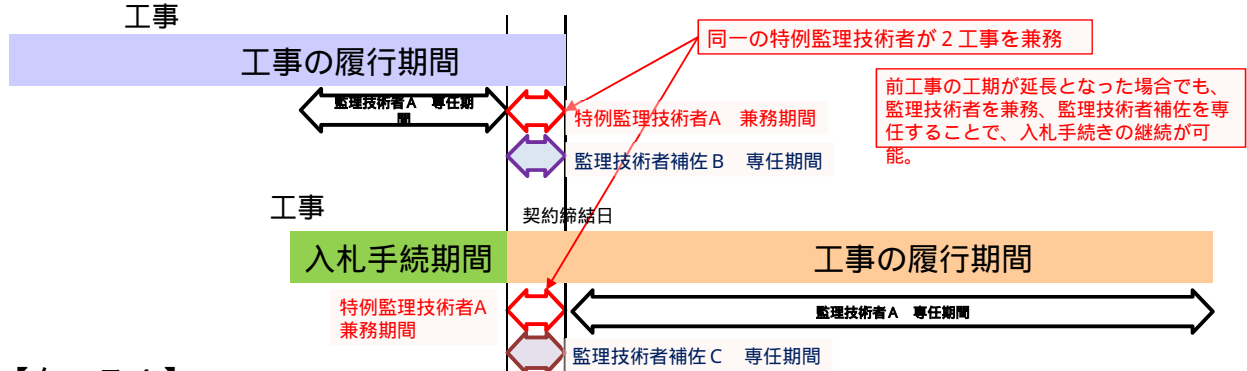 工事
工事の履行期間
同一の特例監理技術者が２工事を兼務
前工事の工期が延長となった場合でも、
監理技術者を兼務、監理技術者補佐を専
任することで、入札手続きの継続が可
能。
監理技術者Ａ　専任期
間
特例監理技術者A　兼務期間
監理技術者補佐Ｂ　専任期間
工事
契約締結日
入札手続期間
工事の履行期間
特例監理技術者A
兼務期間
監理技術者Ａ　専任期間
監理技術者補佐Ｃ　専任期間